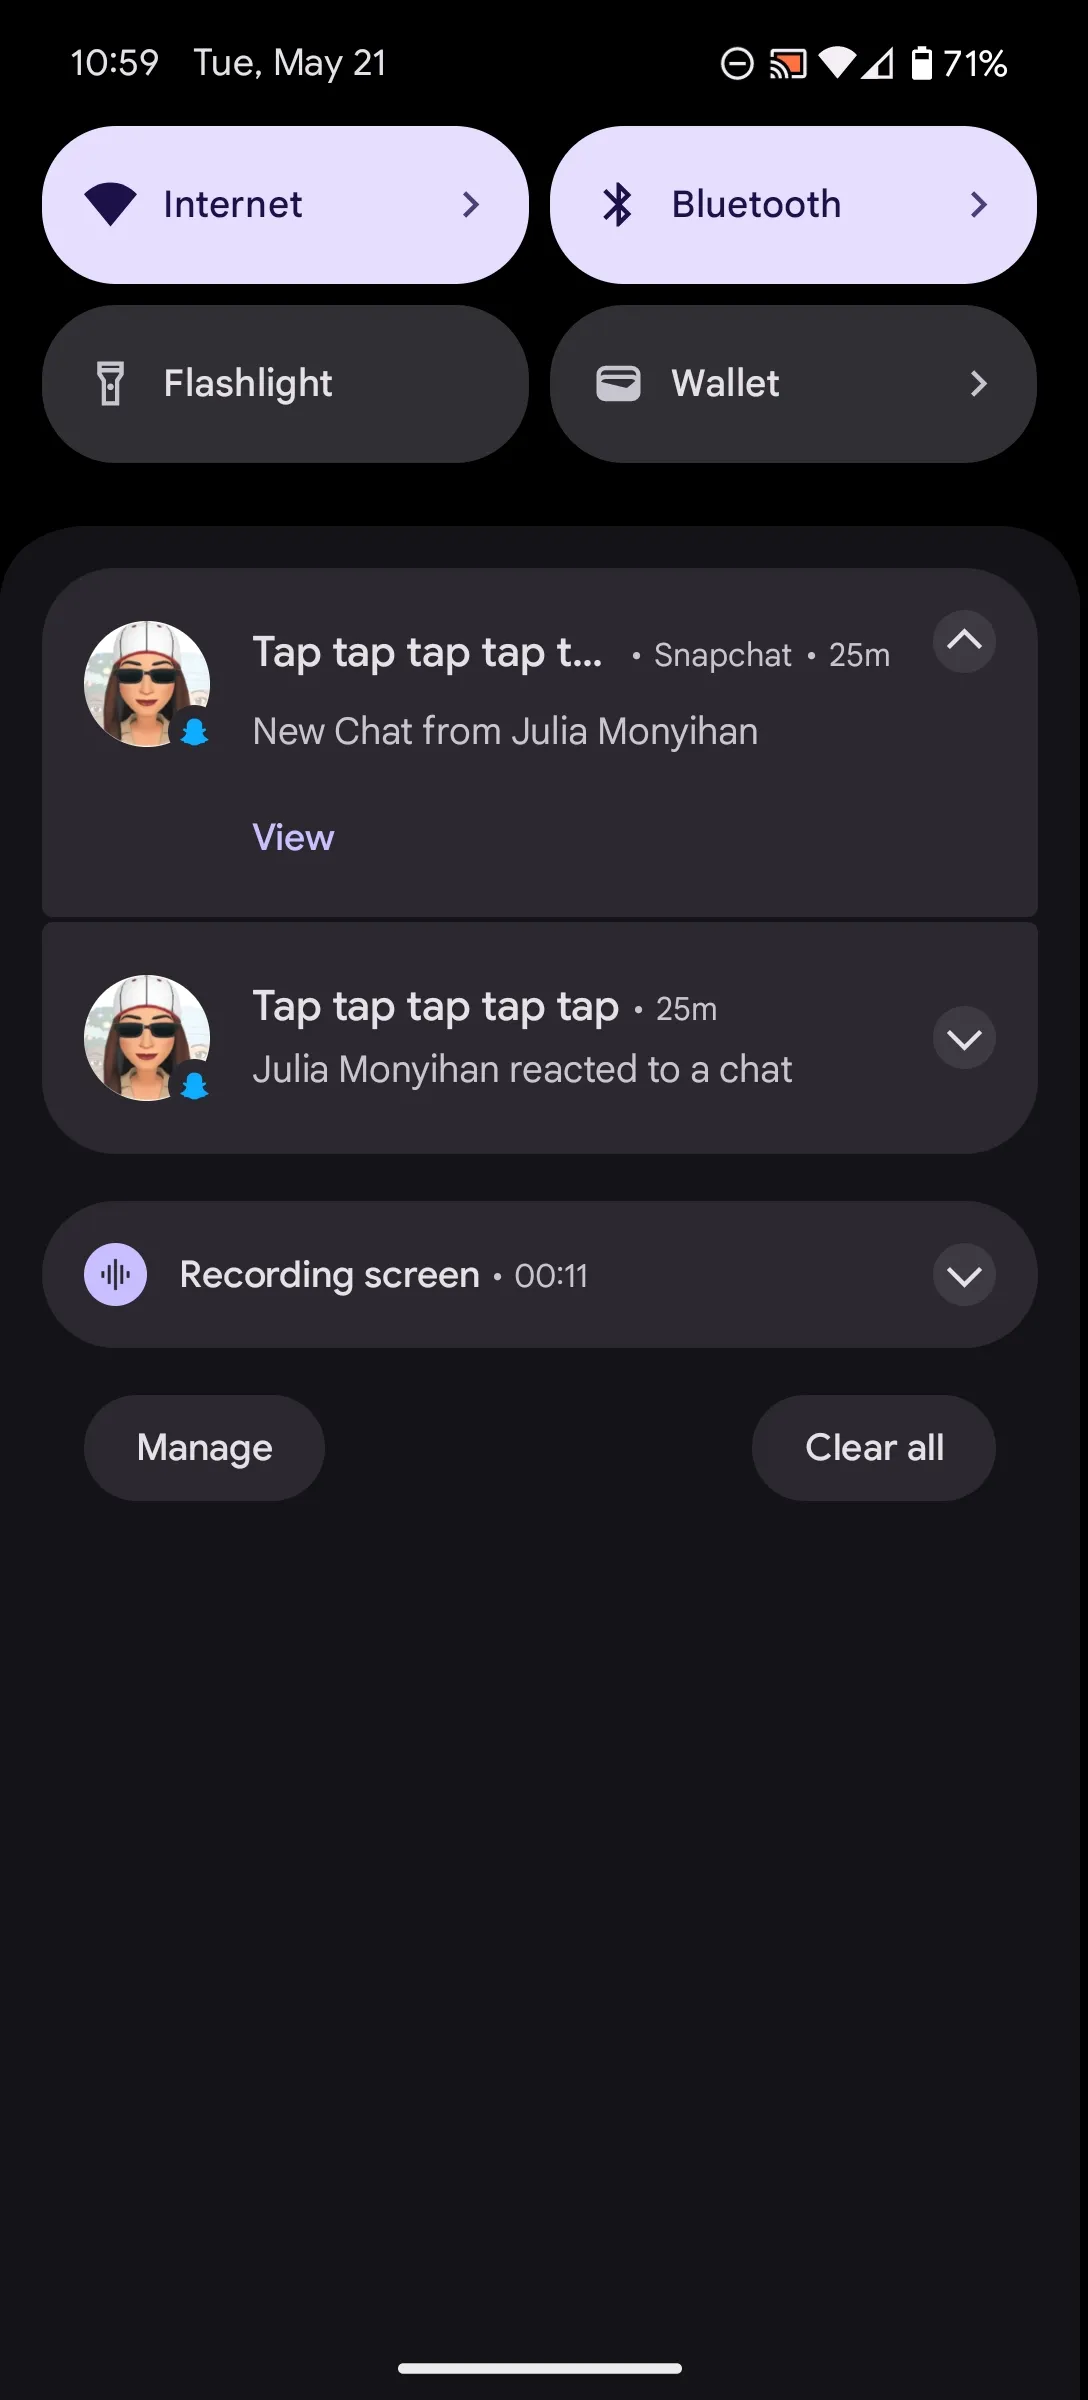 10:59 Tue, May 21 71%
Internet Bluetooth
Flashlight Wallet
Tap tap tap tap t... • Snapchat • 25m
New Chat from Julia Monyihan
View
Tap tap tap tap tap • 25m
Julia Monyihan reacted to a chat
Recording screen • 00:11
Manage Clear all